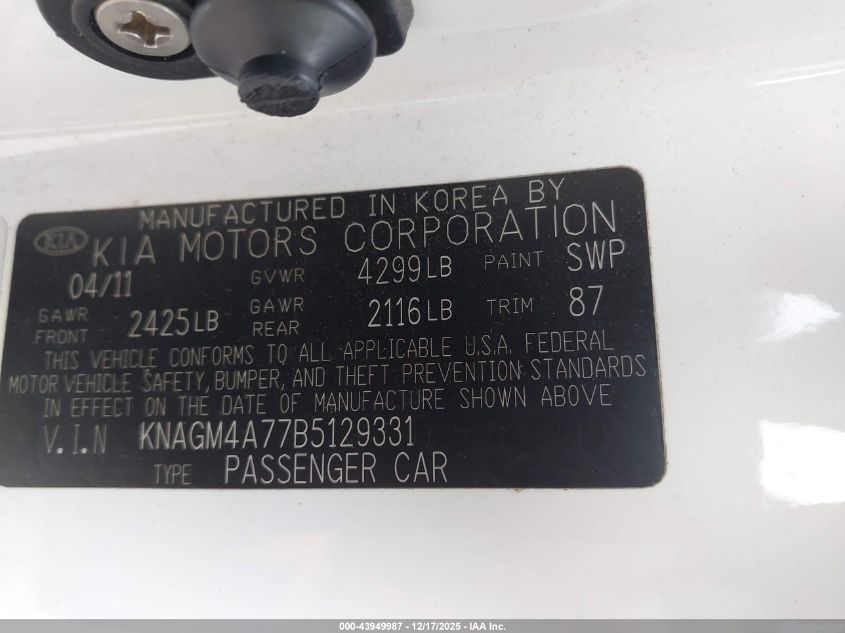 MANUFACTURED IN KOREA BY
KIA KIA MOTORS CORPORATION
04/11 GVWR 4299LB PAINT SWP
GAWR FRONT 2425LB GAWR REAR 2116LB TRIM 87
THIS VEHICLE CONFORMS TO ALL APPLICABLE U.S.A. FEDERAL
MOTOR VEHICLE SAFETY, BUMPER, AND THEFT PREVENTION STANDARDS
IN EFFECT ON THE DATE OF MANUFACTURE SHOWN ABOVE
V.I.N KNAGM4A77B5129331
TYPE PASSENGER CAR
000-43949987 - 12/17/2025 - IAA Inc.